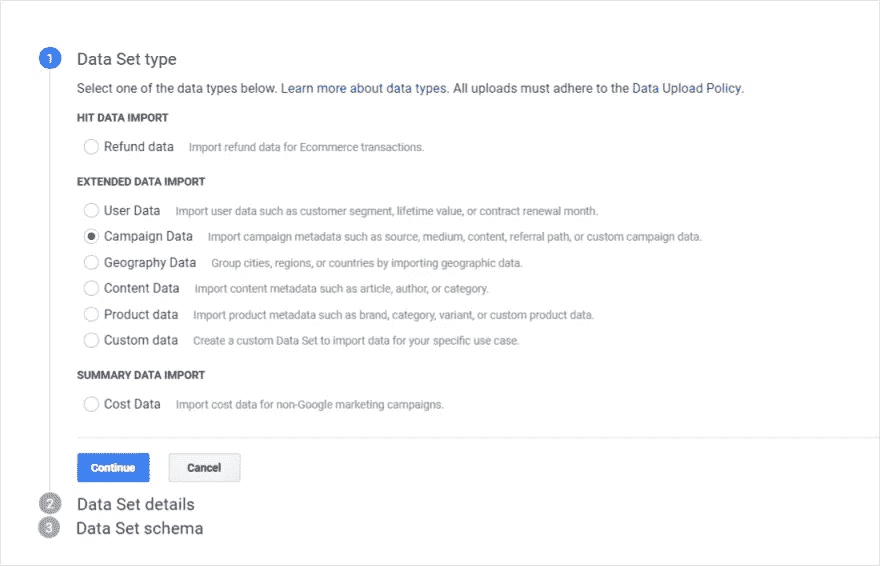 1 Data Set type
Select one of the data types below. Learn more about data types. All uploads must adhere to the Data Upload Policy.
HIT DATA IMPORT
Refund data Import refund data for Ecommerce transactions.
EXTENDED DATA IMPORT
User Data Import user data such as customer segment, lifetime value, or contract renewal month.
Campaign Data Import campaign metadata such as source, medium, content, referral path, or custom campaign data.
Geography Data Group cities, regions, or countries by importing geographic data.
Content Data Import content metadata such as article, author, or category.
Product data Import product metadata such as brand, category, variant, or custom product data.
Custom data Create a custom Data Set to import data for your specific use case.
SUMMARY DATA IMPORT
Cost Data Import cost data for non-Google marketing campaigns.
Continue Cancel
2 Data Set details
3 Data Set schema